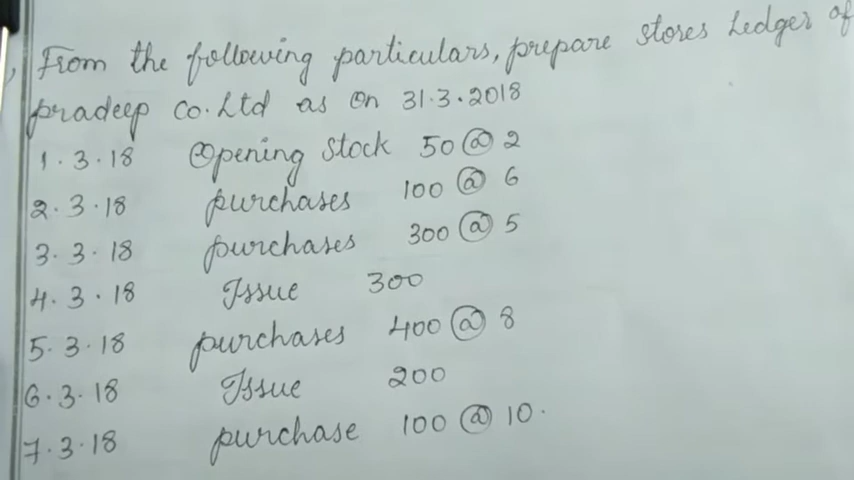 From the following particulars, prepare stores Ledger of
pradeep co. Ltd as on 31.3.2018
1.3.18 Opening Stock 50 @ 2
2.3.18 purchases 100 @ 6
3.3.18 purchases 300 @ 5
4.3.18 Issue 300
5.3.18 purchases 400 @ 8
6.3.18 Issue 200
7.3.18 purchase 100 @ 10.